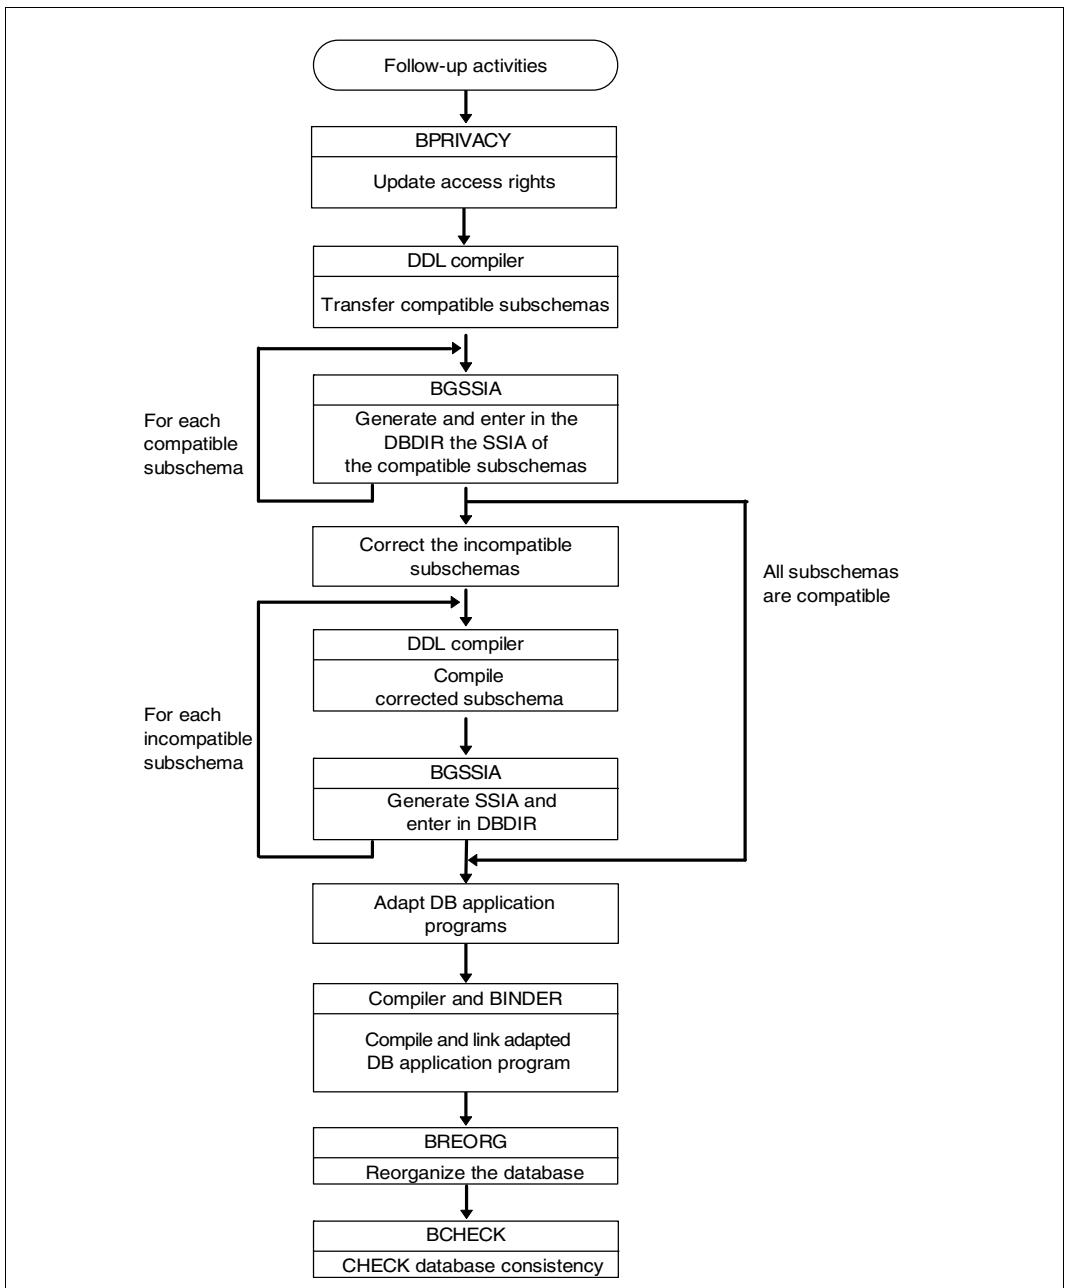 Follow-up activities
BPRIVACY
Update access rights
DDL compiler
Transfer compatible subschemas
BGSSIA
For each
compatible
subschema
Generate and enter in the
DBDIR the SSIA of
the compatible subschemas
Correct the incompatible
subschemas
All subschemas
are compatible
DDL compiler
Compile
corrected subschema
For each
incompatible
subschema
BGSSIA
Generate SSIA and
enter in DBDIR
Adapt DB application
programs
Compiler and BINDER
Compile and link adapted
DB application program
BREORG
Reorganize the database
BCHECK
CHECK database consistency